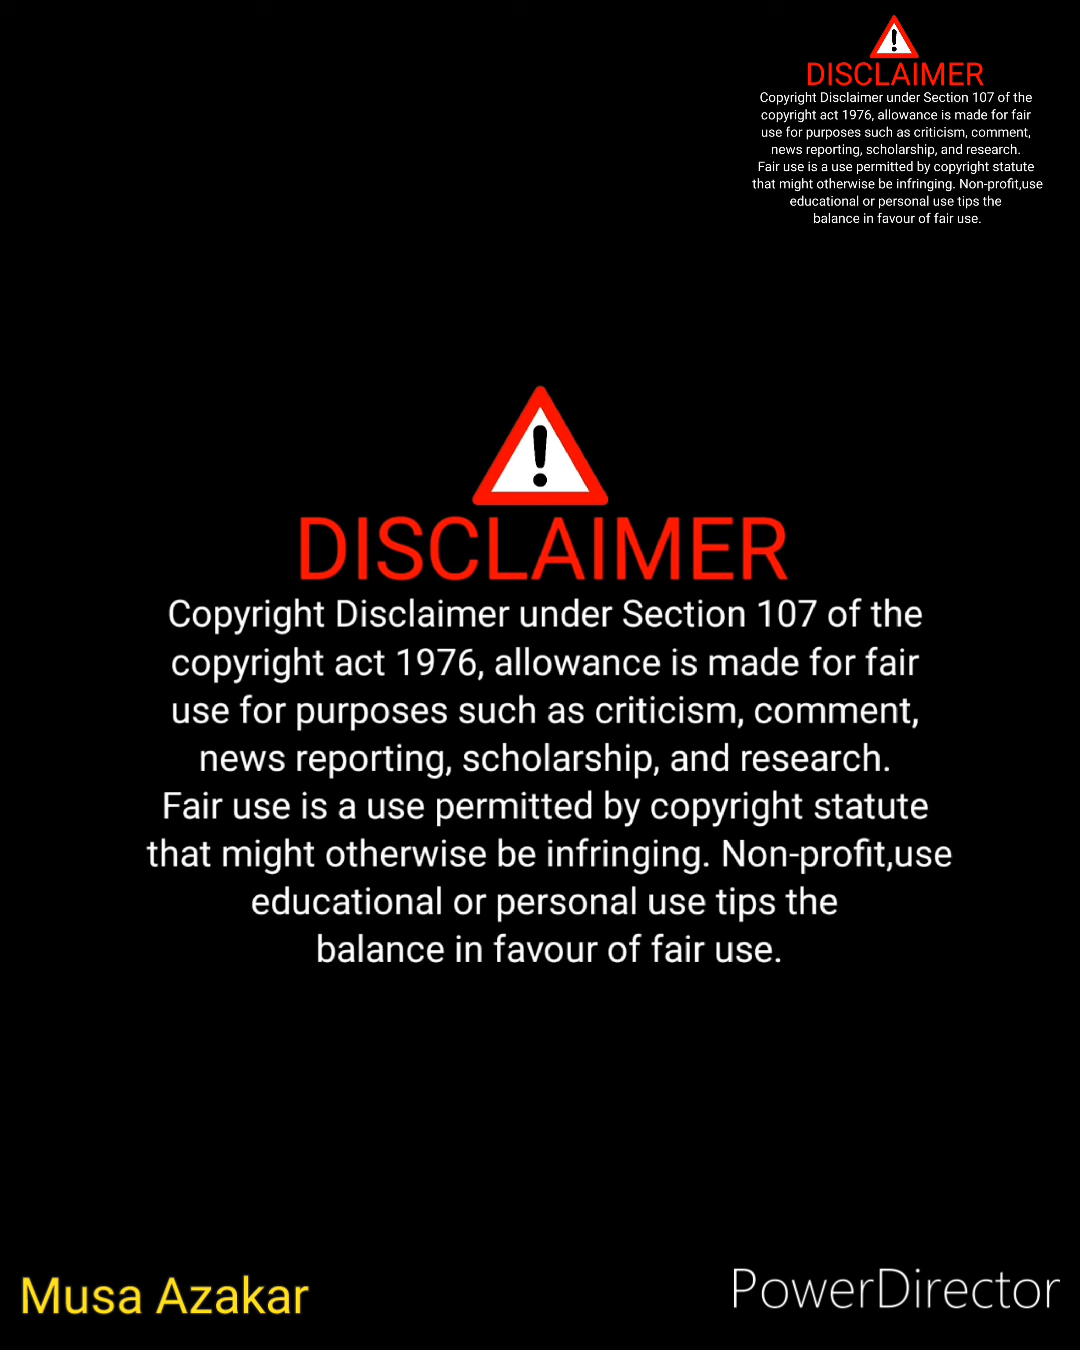 DISCLAIMER
Copyright Disclaimer under Section 107 of the
copyright act 1976, allowance is made for fair
use for purposes such as criticism, comment,
news reporting, scholarship, and research.
Fair use is a use permitted by copyright statute
that might otherwise be infringing. Non-profit,use
educational or personal use tips the
balance in favour of fair use.
DISCLAIMER
Copyright Disclaimer under Section 107 of the
copyright act 1976, allowance is made for fair
use for purposes such as criticism, comment,
news reporting, scholarship, and research.
Fair use is a use permitted by copyright statute
that might otherwise be infringing. Non-profit,use
educational or personal use tips the
balance in favour of fair use.
Musa Azakar
PowerDirector